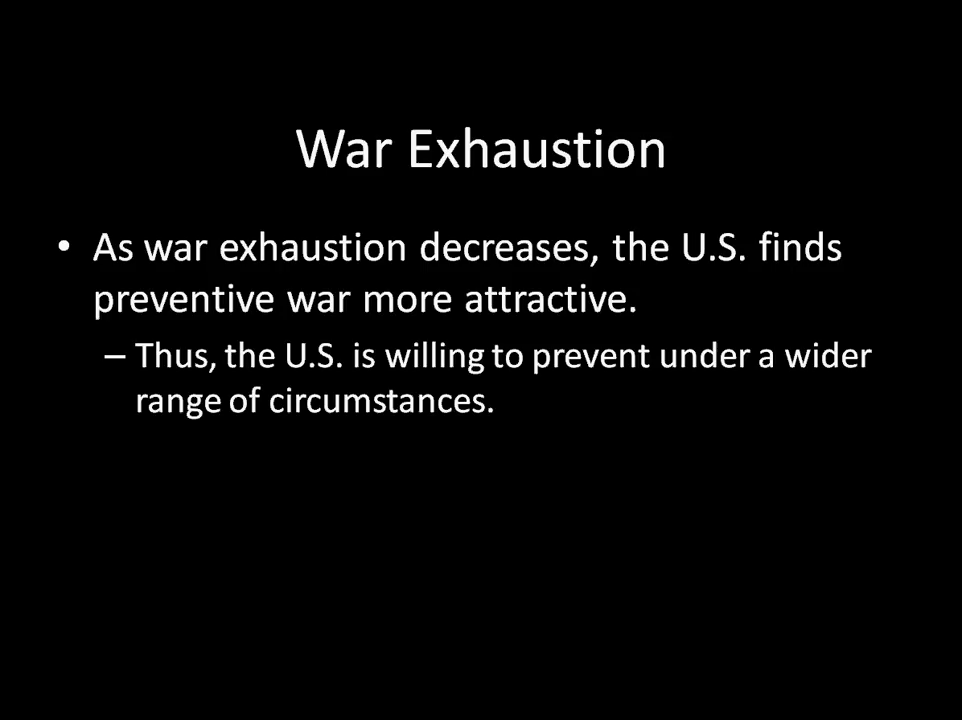 War Exhaustion
• As war exhaustion decreases, the U.S. finds
preventive war more attractive.
– Thus, the U.S. is willing to prevent under a wider
range of circumstances.